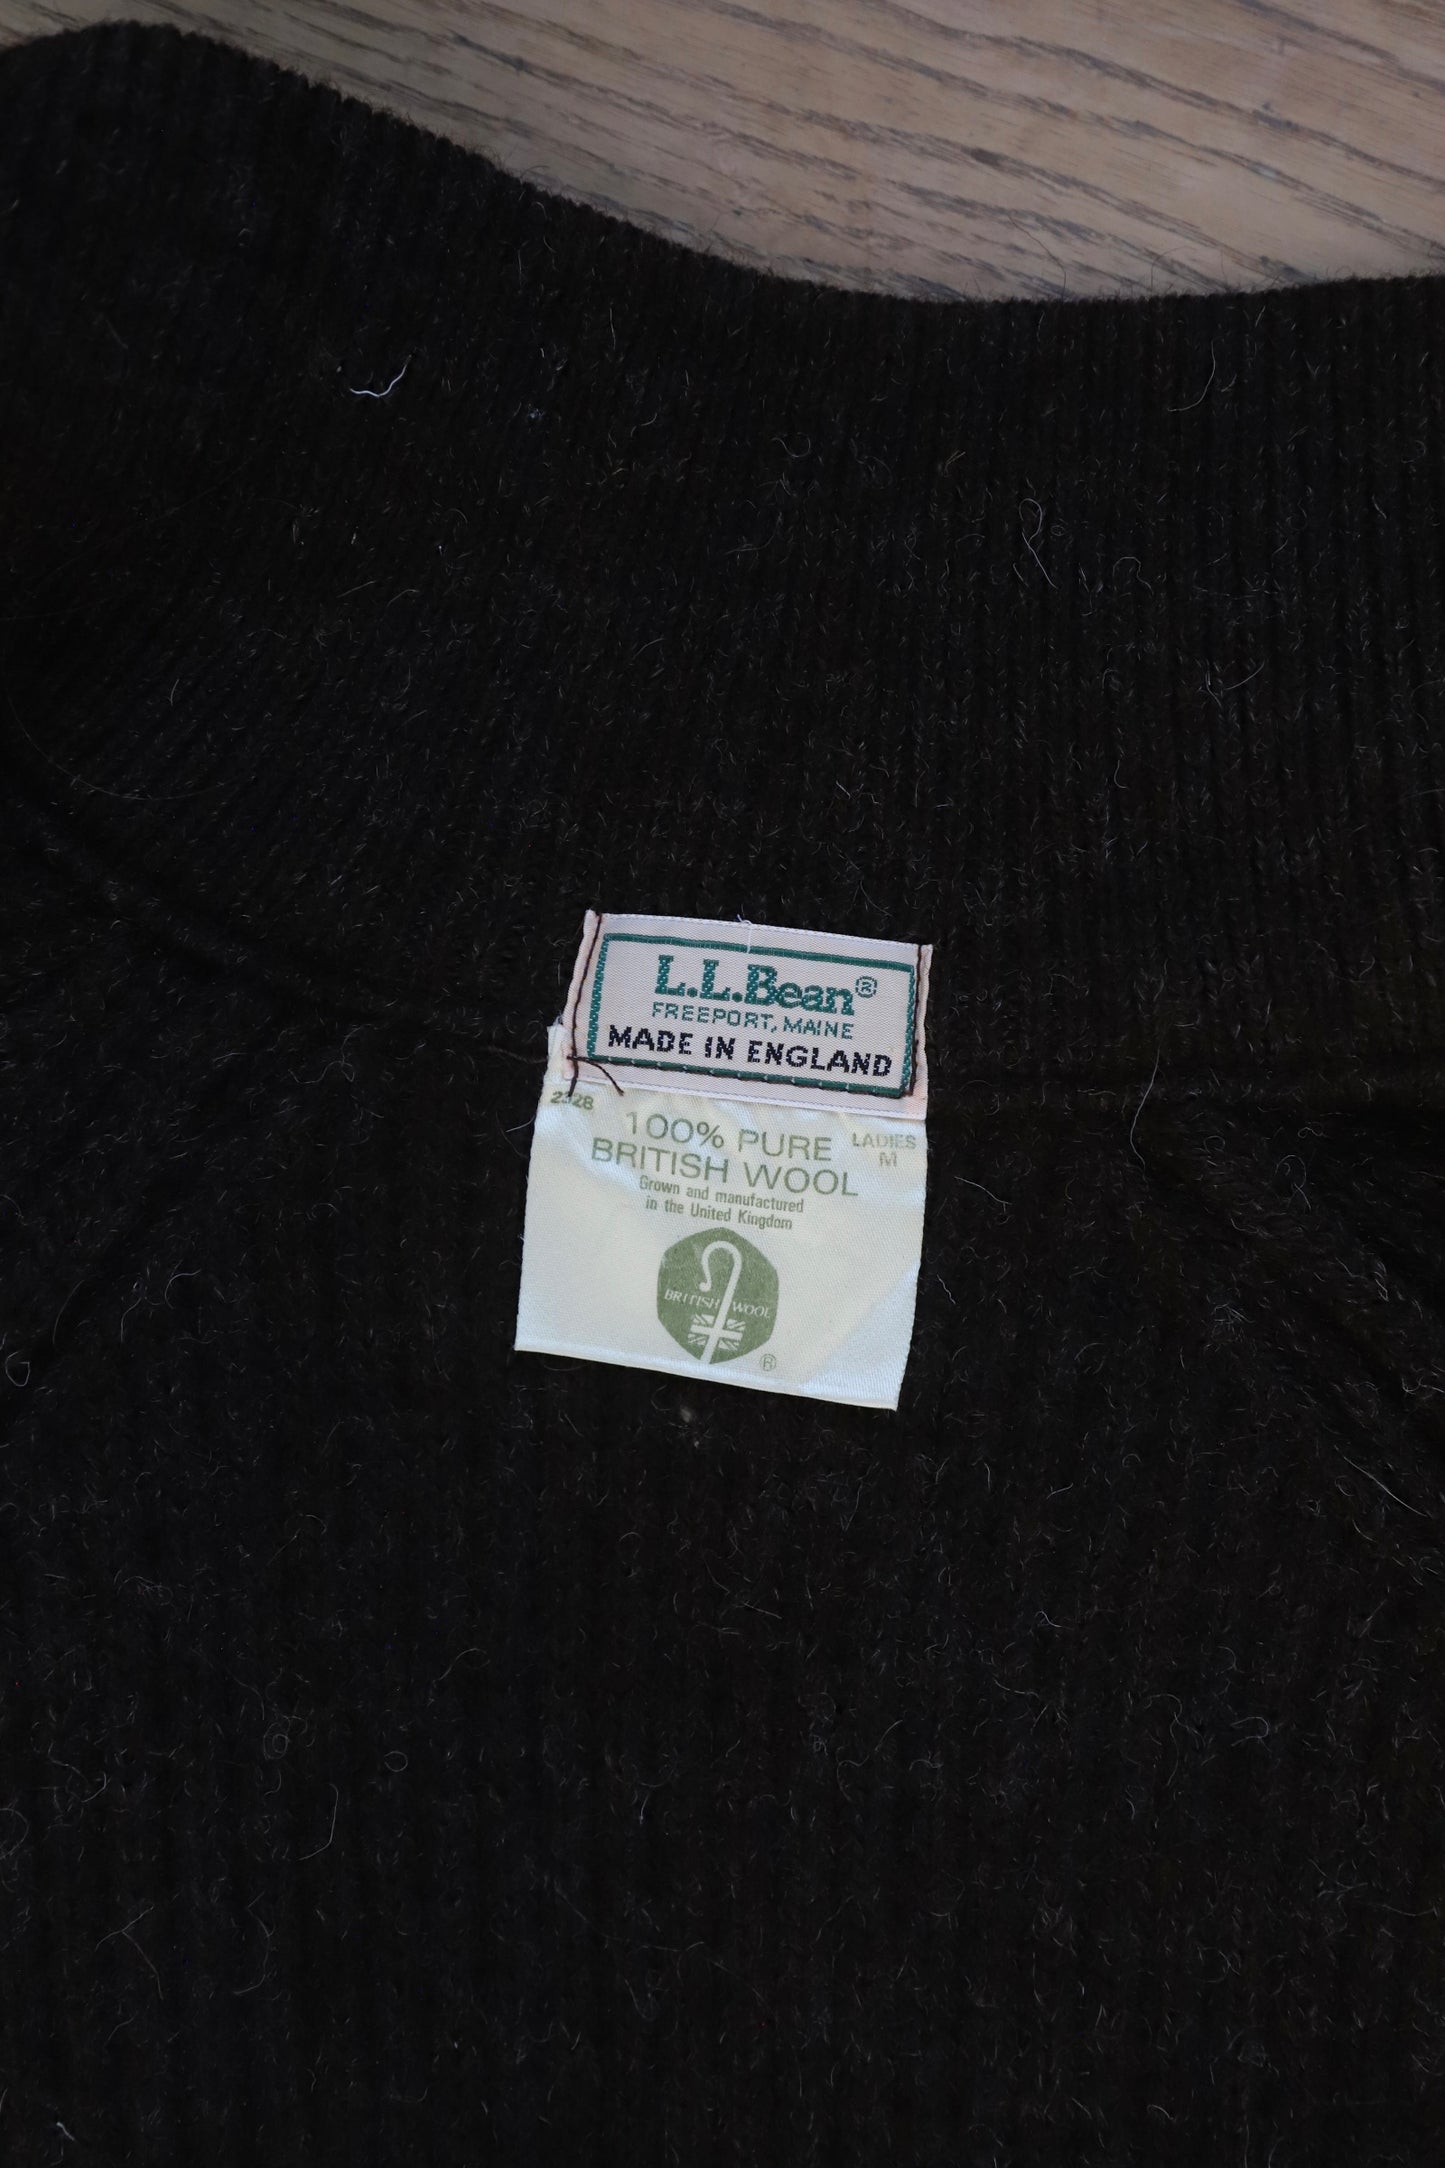 L.L.Bean®
FREEPORT, MAINE
MADE IN ENGLAND
2328
100% PURE
BRITISH WOOL
LADIES
M
Grown and manufactured
in the United Kingdom
BRITISH WOOL
®